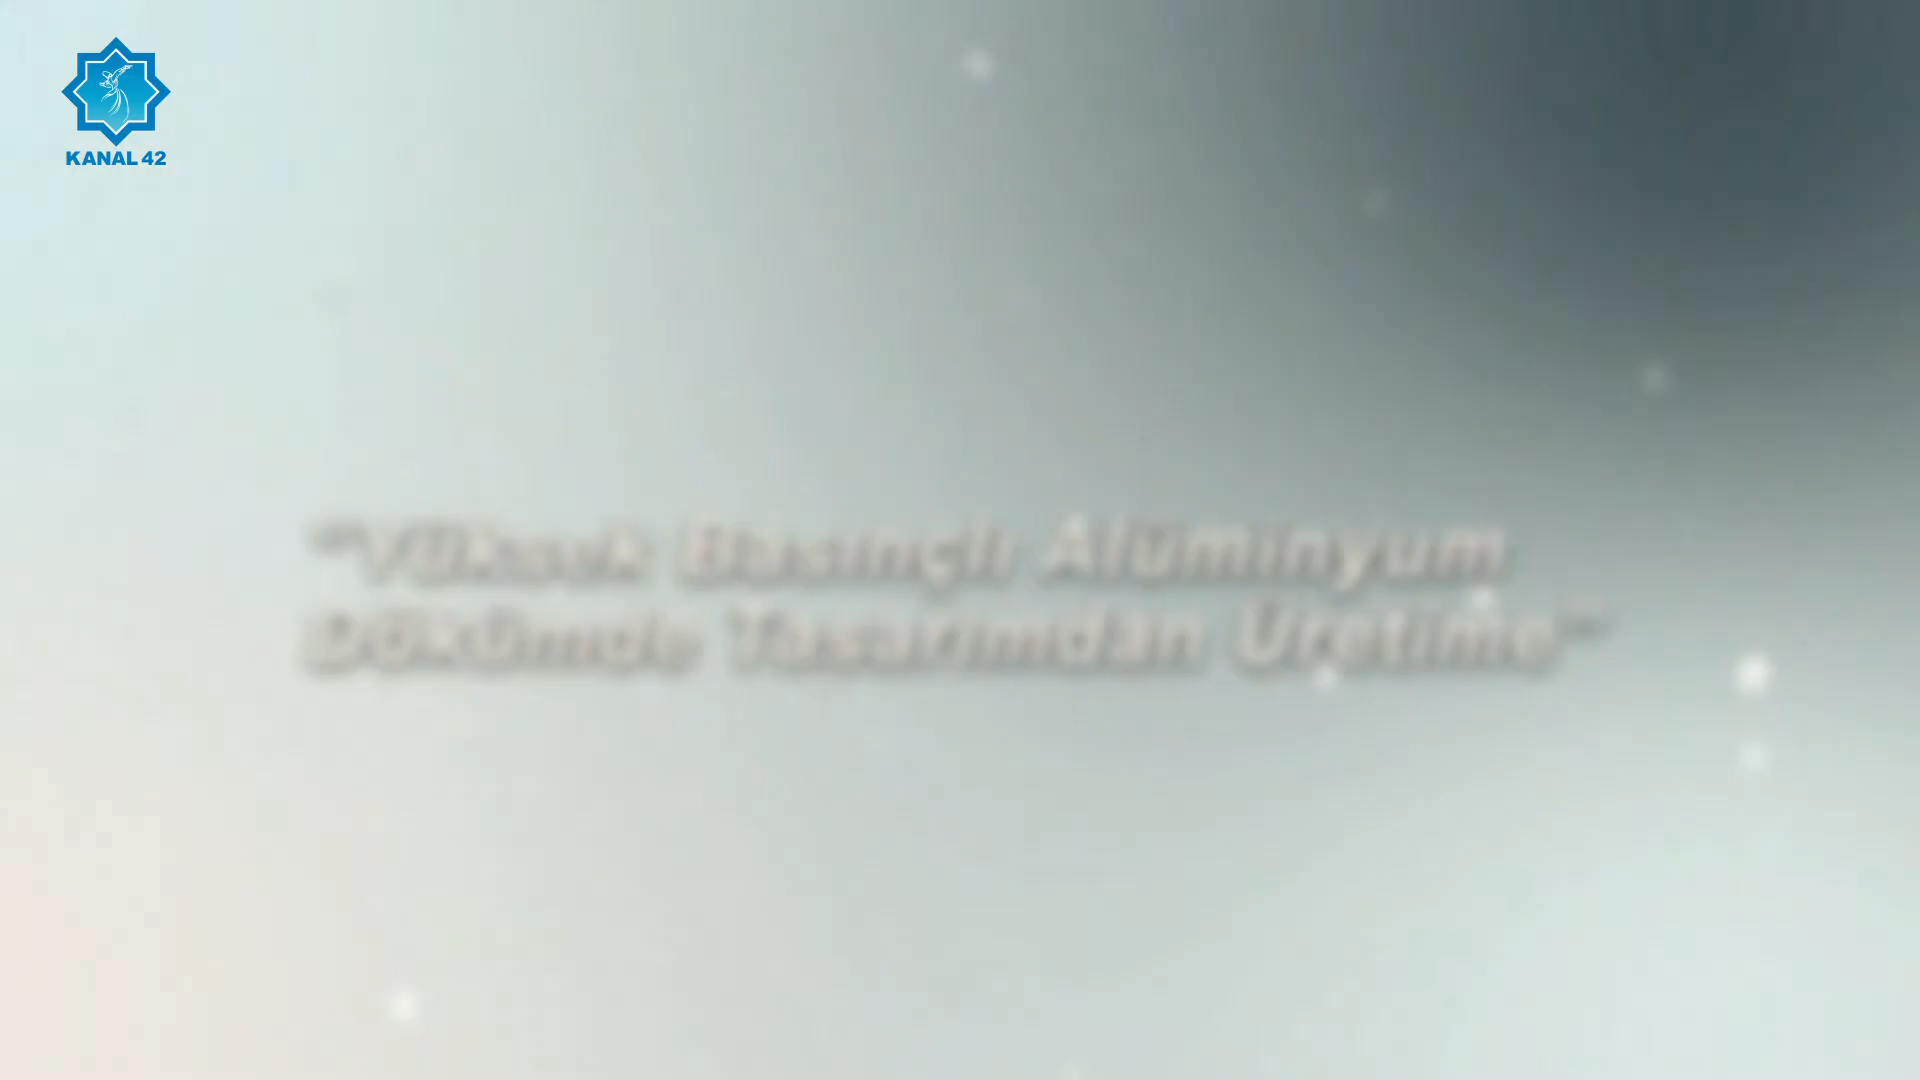 KANAL 42
"Yüksek Basınçlı Alüminyum
Dökümde Tasarımdan Üretime"